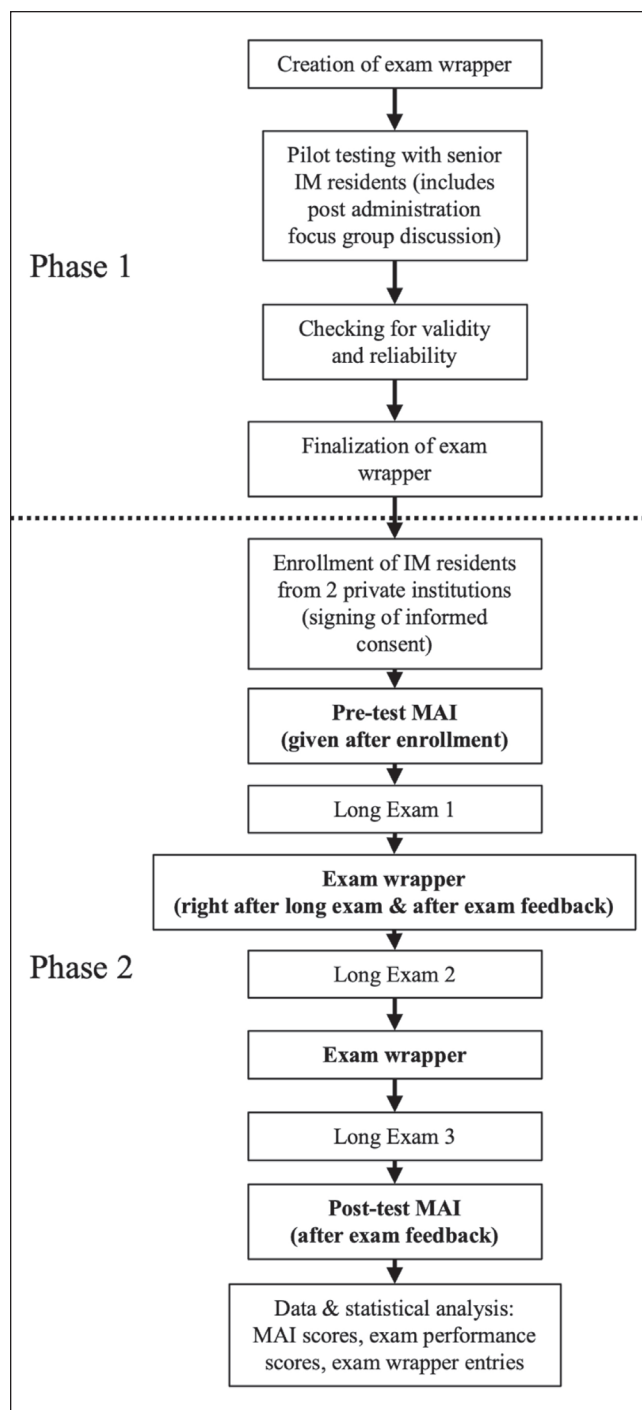 Creation of exam wrapper
Pilot testing with senior
IM residents (includes
post administration
focus group discussion)
Phase 1
Checking for validity
and reliability
Finalization of exam
wrapper
Enrollment of IM residents
from 2 private institutions
(signing of informed
consent)
Pre-test MAI
(given after enrollment)
Long Exam 1
Exam wrapper
(right after long exam & after exam feedback)
Phase 2
Long Exam 2
Exam wrapper
Long Exam 3
Post-test MAI
(after exam feedback)
Data & statistical analysis:
MAI scores, exam performance
scores, exam wrapper entries